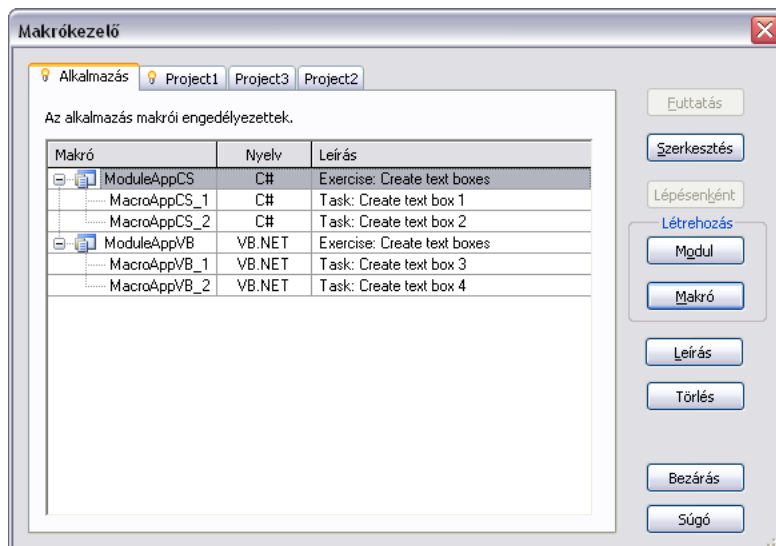 Makrókezelő
Alkalmazás Project1 Project3 Project2
Az alkalmazás makrói engedélyezettek.
Makró Nyelv Leírás
ModuleAppCS C# Exercise: Create text boxes
MacroAppCS_1 C# Task: Create text box 1
MacroAppCS_2 C# Task: Create text box 2
ModuleAppVB VB.NET Exercise: Create text boxes
MacroAppVB_1 VB.NET Task: Create text box 3
MacroAppVB_2 VB.NET Task: Create text box 4
Futtatás
Szerkesztés
Lépésenként
Létrehozás
Modul
Makró
Leírás
Törlés
Bezárás
Súgó